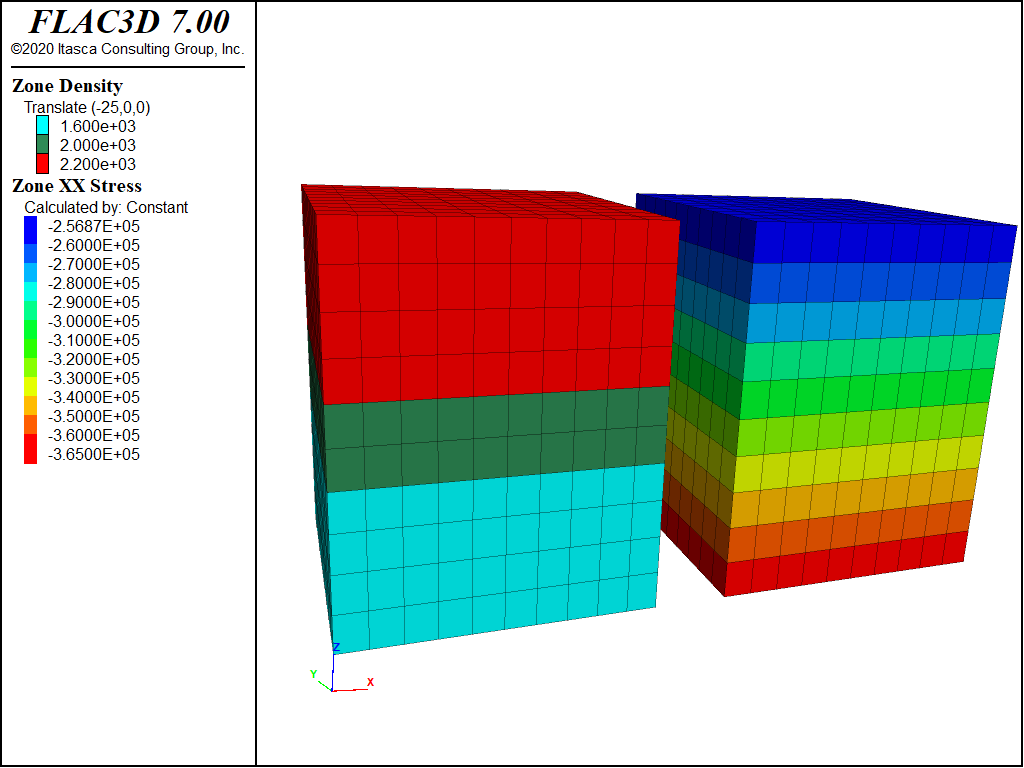 FLAC3D 7.00
©2020 Itasca Consulting Group, Inc.
Zone Density
Translate (-25,0,0)
1.600e+03
2.000e+03
2.200e+03
Zone XX Stress
Calculated by: Constant
-2.5687E+05
-2.6000E+05
-2.7000E+05
-2.8000E+05
-2.9000E+05
-3.0000E+05
-3.1000E+05
-3.2000E+05
-3.3000E+05
-3.4000E+05
-3.5000E+05
-3.6000E+05
-3.6500E+05
Z
Y
X